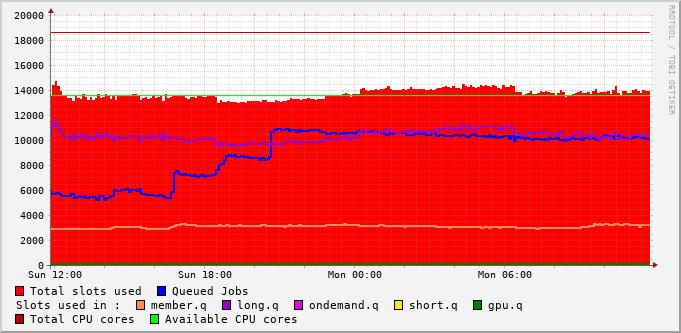 20000
18000
16000
14000
12000
10000
8000
6000
4000
2000
0
Sun 12:00 Sun 18:00 Mon 00:00 Mon 06:00
Total slots used Queued Jobs
Slots used in : member.q long.q ondemand.q short.q gpu.q
Total CPU cores Available CPU cores
RRDTOOL / TOBI OETIKER